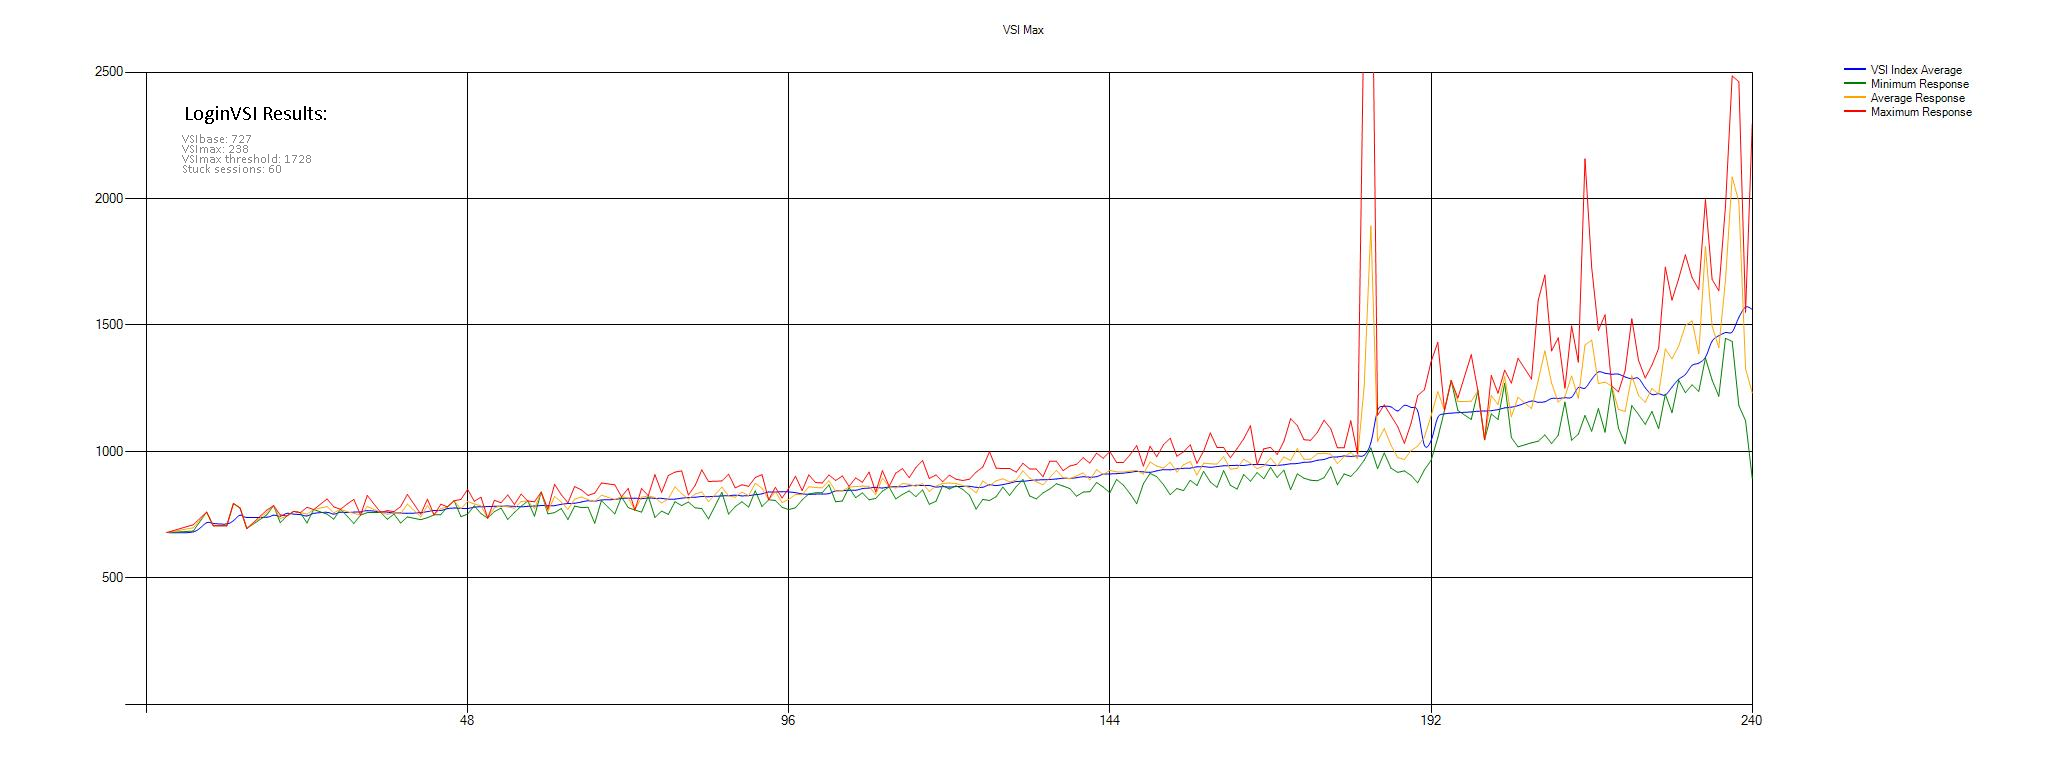 VSI Max
2500
2000
1500
1000
500
48
96
144
192
240
LoginVSI Results:
VSIbase: 727
VSImax: 238
VSImax threshold: 1728
Stuck sessions: 60
VSI Index Average
Minimum Response
Average Response
Maximum Response